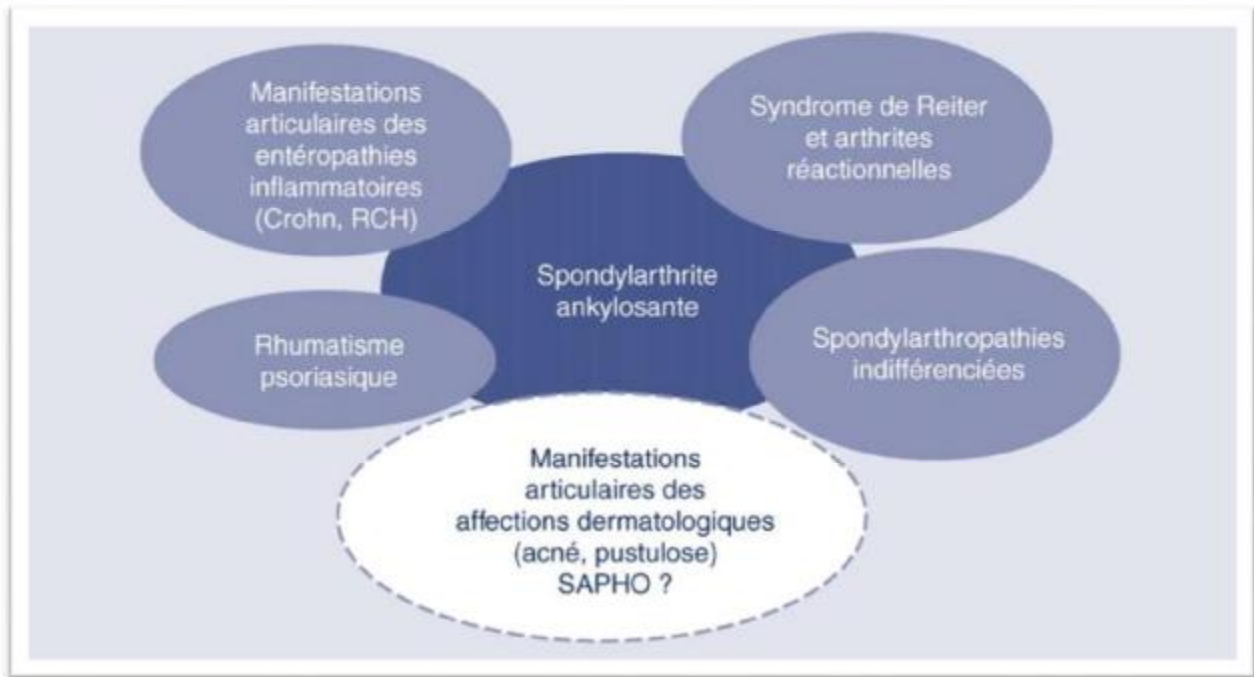 Manifestations
articulaires des
entéropathies
inflammatoires
(Crohn, RCH)
Syndrome de Reiter
et arthrites
réactionnelles
Spondylarthrite
ankylosante
Rhumatisme
psoriasique
Spondylarthropathies
indifférenciées
Manifestations
articulaires des
affections dermatologiques
(acné, pustulose)
SAPHO ?